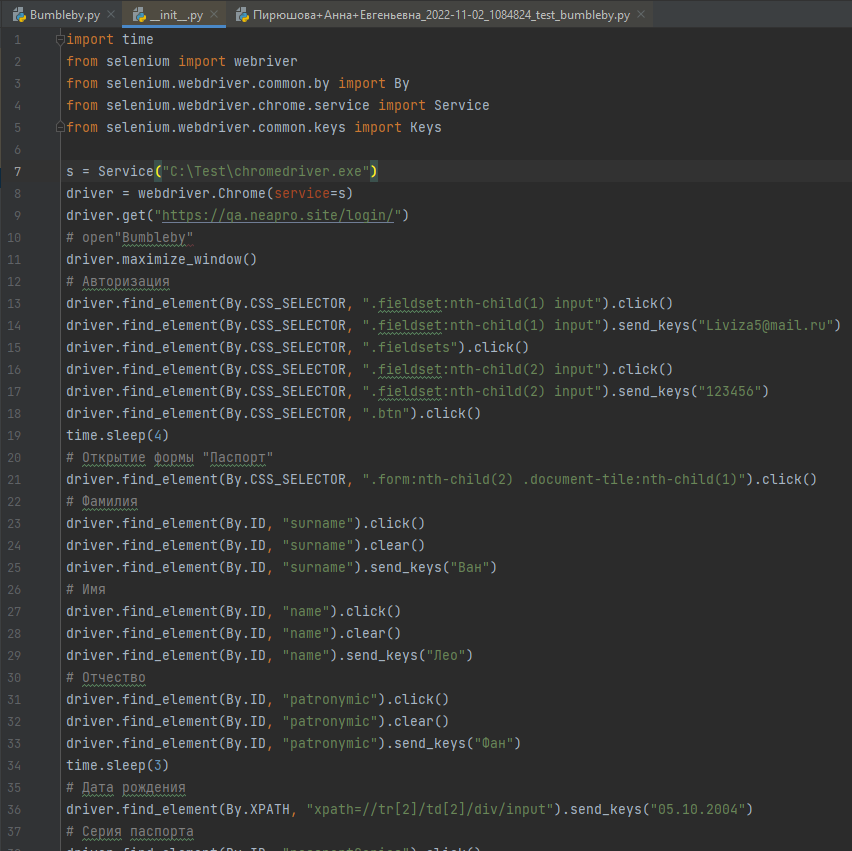 Bumbleby.py × __init__.py × Пирюшова+Анна+Евгеньевна_2022-11-02_1084824_test_bumbleby.py ×
1 import time
2 from selenium import webriver
3 from selenium.webdriver.common.by import By
4 from selenium.webdriver.chrome.service import Service
5 from selenium.webdriver.common.keys import Keys
6
7 s = Service("C:\Test\chromedriver.exe")
8 driver = webdriver.Chrome(service=s)
9 driver.get("https://qa.neapro.site/login/")
10 # open"Bumbleby"
11 driver.maximize_window()
12 # Авторизация
13 driver.find_element(By.CSS_SELECTOR, ".fieldset:nth-child(1) input").click()
14 driver.find_element(By.CSS_SELECTOR, ".fieldset:nth-child(1) input").send_keys("Liviza5@mail.ru")
15 driver.find_element(By.CSS_SELECTOR, ".fieldsets").click()
16 driver.find_element(By.CSS_SELECTOR, ".fieldset:nth-child(2) input").click()
17 driver.find_element(By.CSS_SELECTOR, ".fieldset:nth-child(2) input").send_keys("123456")
18 driver.find_element(By.CSS_SELECTOR, ".btn").click()
19 time.sleep(4)
20 # Открытие формы "Паспорт"
21 driver.find_element(By.CSS_SELECTOR, ".form:nth-child(2) .document-tile:nth-child(1)").click()
22 # Фамилия
23 driver.find_element(By.ID, "surname").click()
24 driver.find_element(By.ID, "surname").clear()
25 driver.find_element(By.ID, "surname").send_keys("Ван")
26 # Имя
27 driver.find_element(By.ID, "name").click()
28 driver.find_element(By.ID, "name").clear()
29 driver.find_element(By.ID, "name").send_keys("Лео")
30 # Отчество
31 driver.find_element(By.ID, "patronymic").click()
32 driver.find_element(By.ID, "patronymic").clear()
33 driver.find_element(By.ID, "patronymic").send_keys("Фан")
34 time.sleep(3)
35 # Дата рождения
36 driver.find_element(By.XPATH, "xpath=//tr[2]/td[2]/div/input").send_keys("05.10.2004")
37 # Серия паспорта